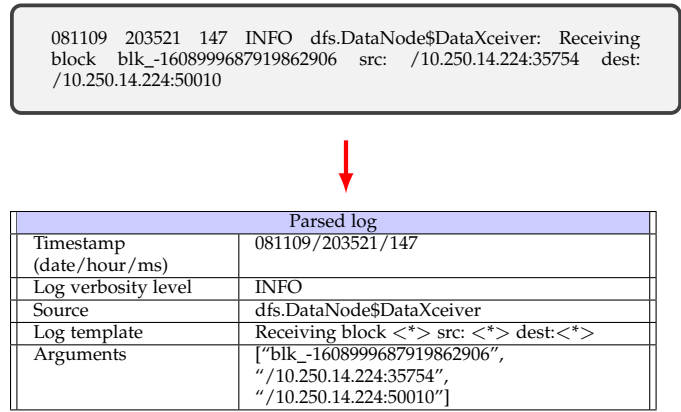 081109 203521 147 INFO dfs.DataNode$DataXceiver: Receiving
block blk_-1608999687919862906 src: /10.250.14.224:35754 dest:
/10.250.14.224:50010
Parsed log
Timestamp 081109/203521/147
(date/hour/ms)
Log verbosity level INFO
Source dfs.DataNode$DataXceiver
Log template Receiving block <*> src: <*> dest:<*>
Arguments ["blk_-1608999687919862906",
"/10.250.14.224:35754",
"/10.250.14.224:50010"]